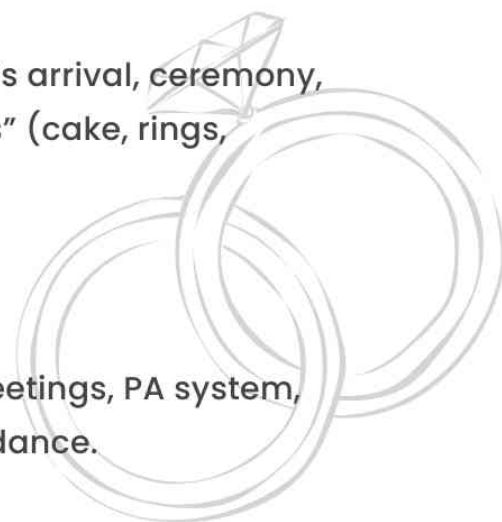 s arrival, ceremony,
s” (cake, rings,
eetings, PA system,
dance.